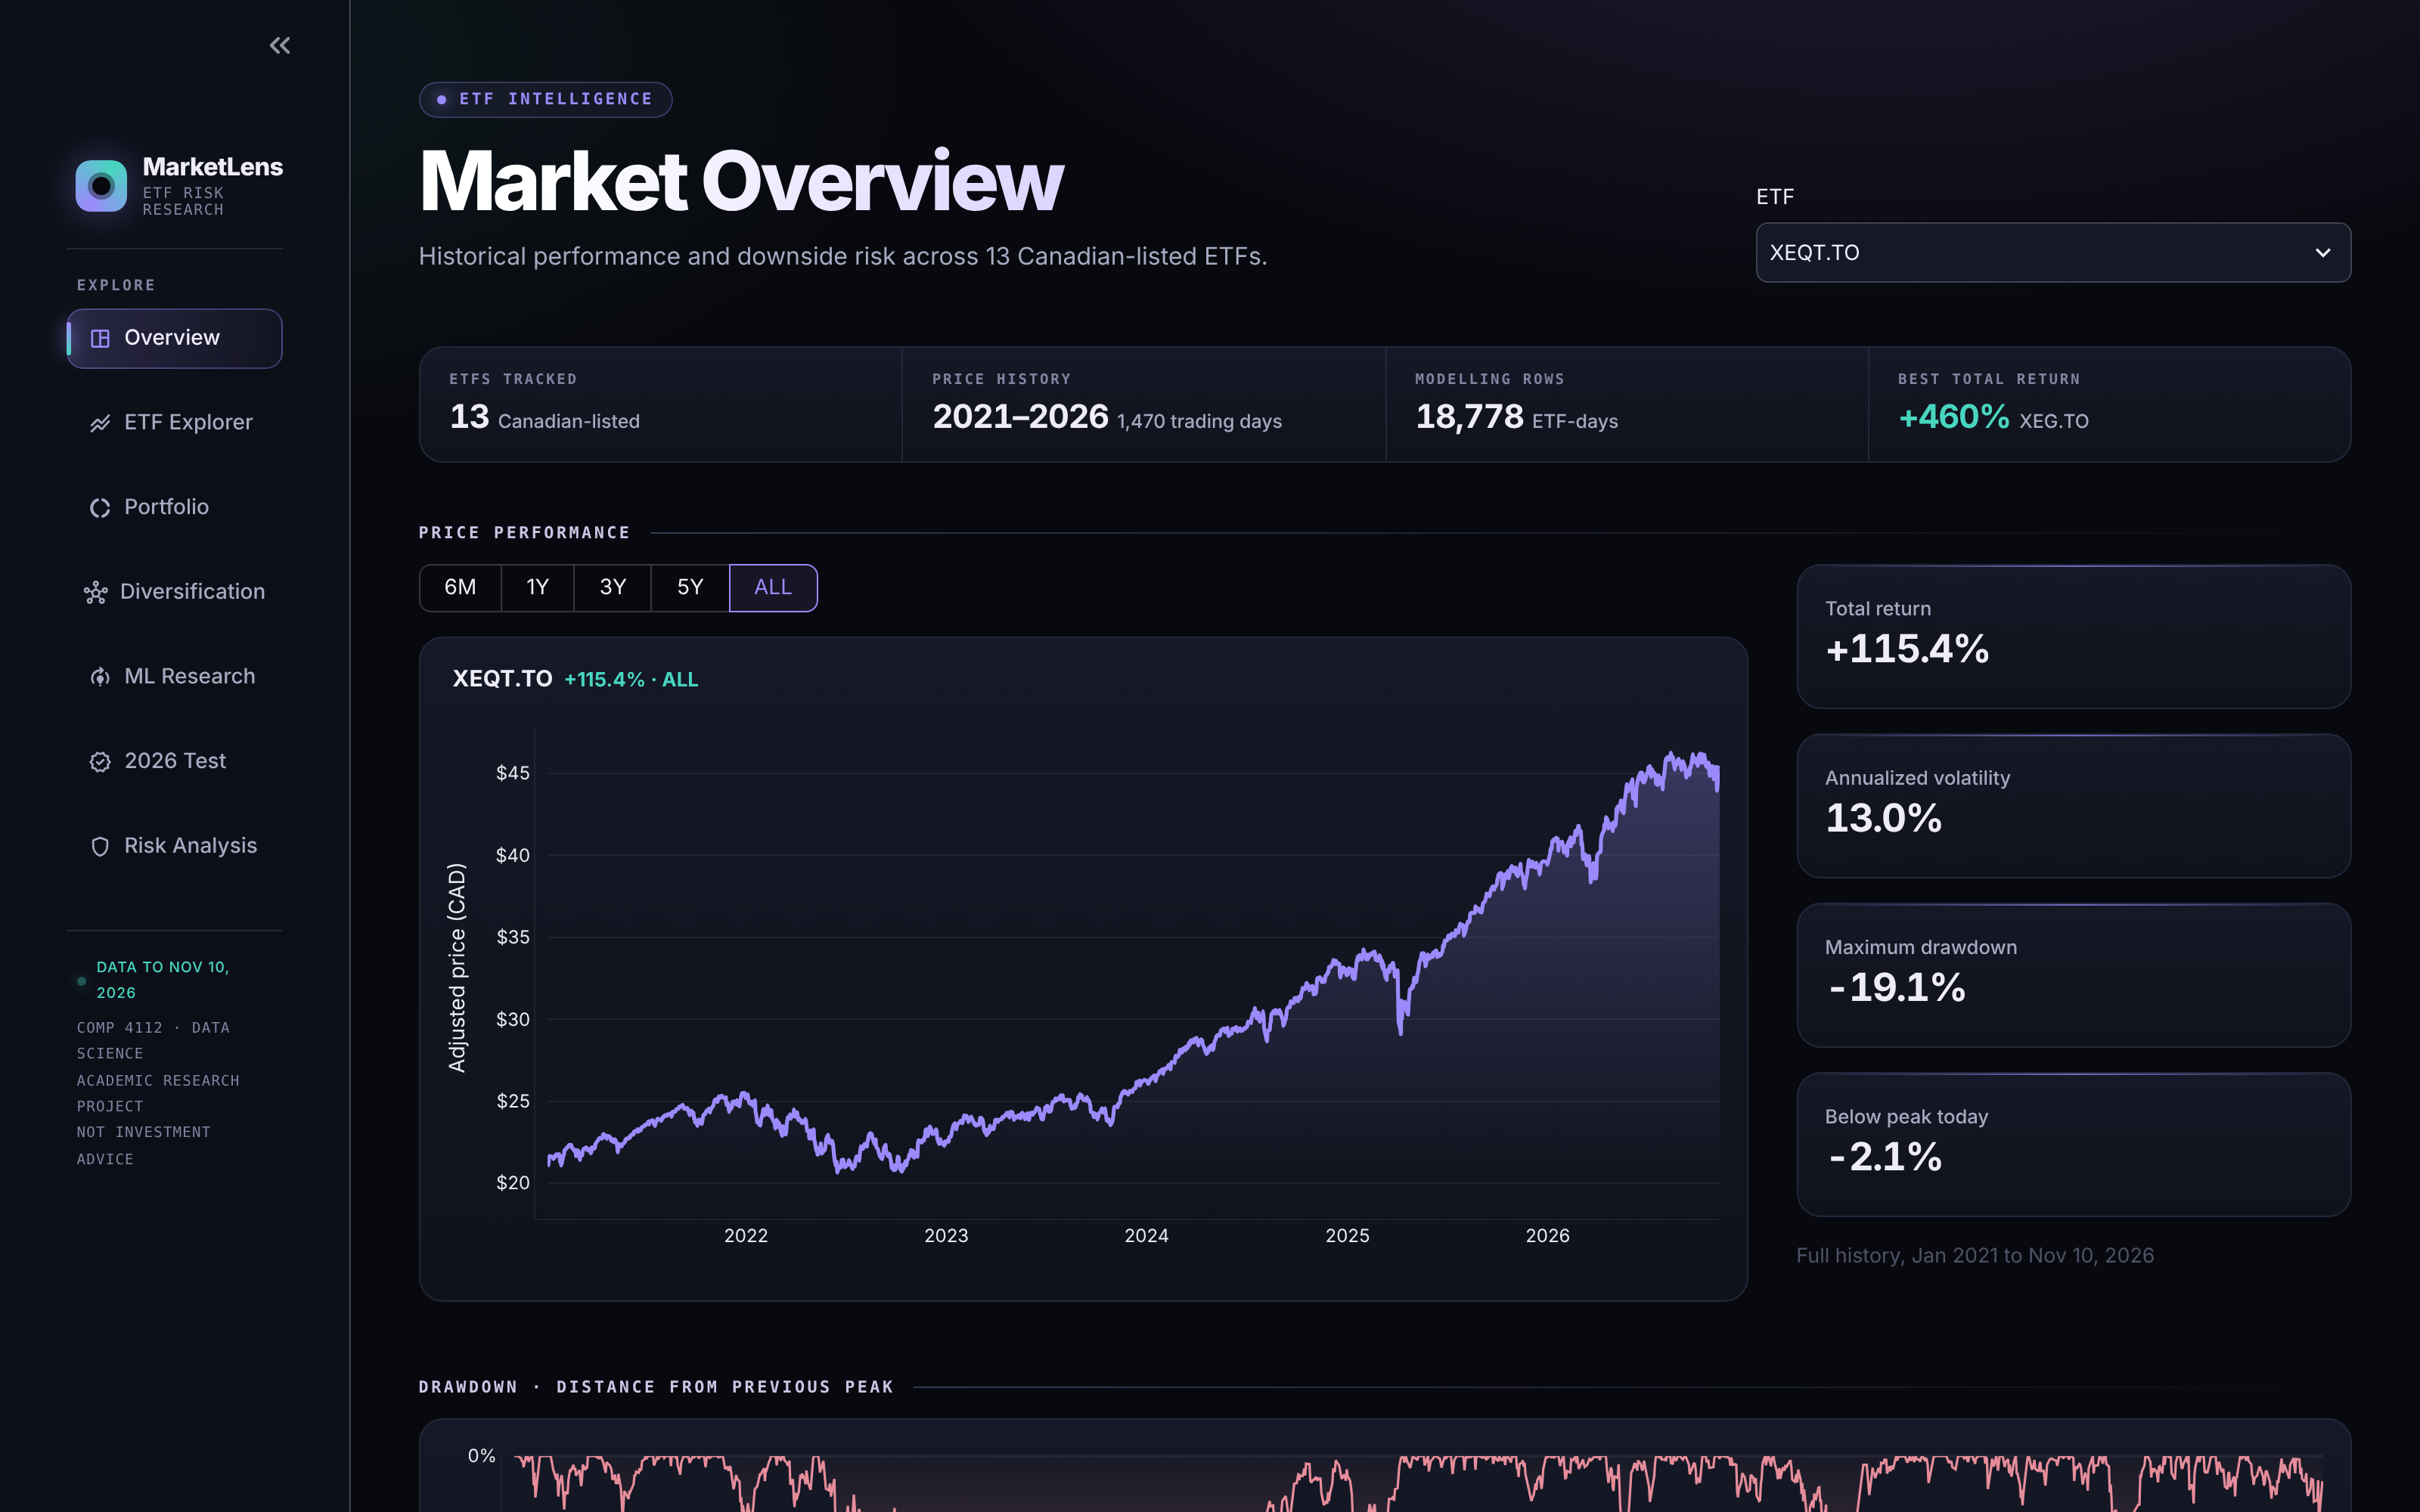 MarketLens
ETF RISK
RESEARCH
EXPLORE
Overview
ETF Explorer
Portfolio
Diversification
ML Research
2026 Test
Risk Analysis
DATA TO NOV 10,
2026
COMP 4112 · DATA
SCIENCE
ACADEMIC RESEARCH
PROJECT
NOT INVESTMENT
ADVICE
ETF INTELLIGENCE
Market Overview
Historical performance and downside risk across 13 Canadian-listed ETFs.
ETF
XEQT.TO
ETFS TRACKED
13 Canadian-listed
PRICE HISTORY
2021–2026 1,470 trading days
MODELLING ROWS
18,778 ETF-days
BEST TOTAL RETURN
+460% XEG.TO
PRICE PERFORMANCE
6M 1Y 3Y 5Y ALL
XEQT.TO +115.4% · ALL
Adjusted price (CAD)
$45
$40
$35
$30
$25
$20
2022 2023 2024 2025 2026
Total return
+115.4%
Annualized volatility
13.0%
Maximum drawdown
-19.1%
Below peak today
-2.1%
Full history, Jan 2021 to Nov 10, 2026
DRAWDOWN · DISTANCE FROM PREVIOUS PEAK
0%